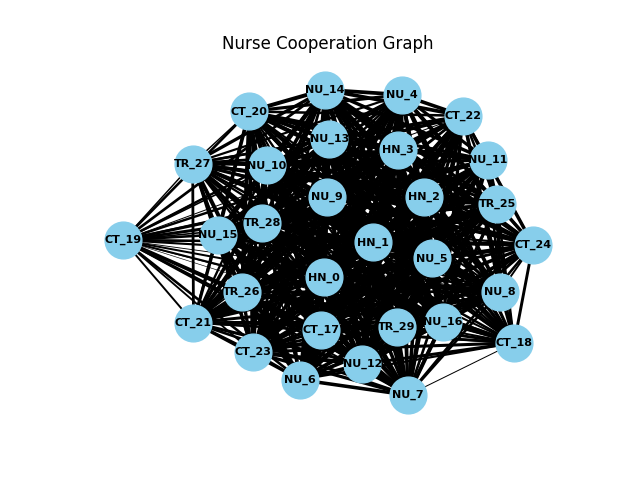 Nurse Cooperation Graph
NU_14
NU_4
CT_20
CT_22
NU_13
HN_3
NU_11
TR_27
NU_10
NU_9
HN_2
TR_25
TR_28
NU_15
CT_19
HN_1
CT_24
NU_5
HN_0
TR_26
NU_8
CT_21
CT_17
TR_29
NU_16
CT_18
CT_23
NU_12
NU_6
NU_7